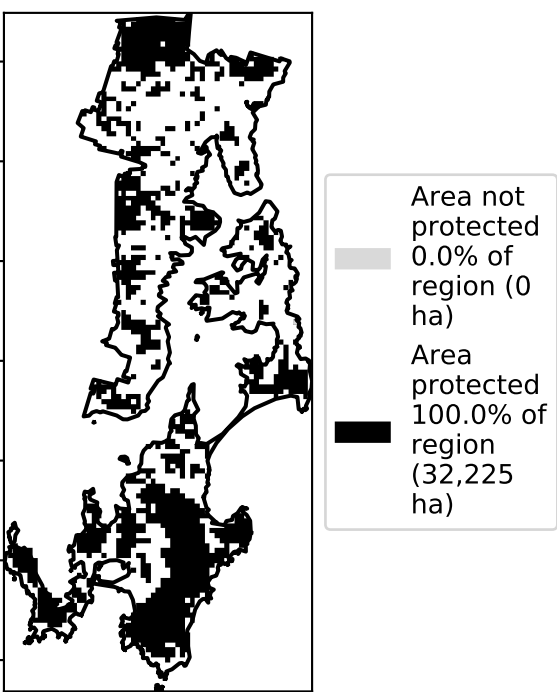 Area not
protected
0.0% of
region (0
ha)
Area
protected
100.0% of
region
(32,225
ha)